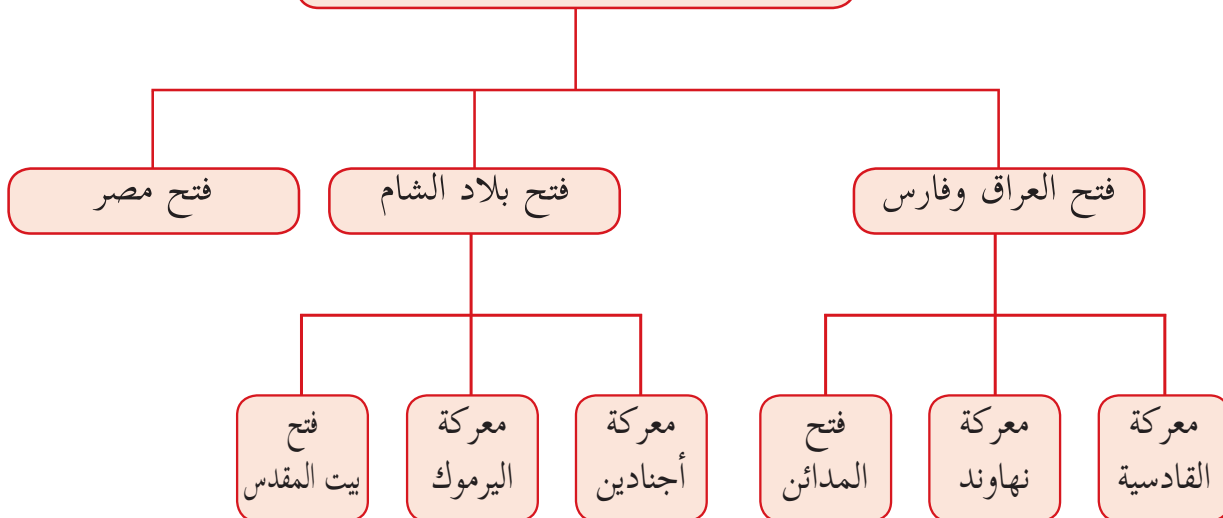 فتح العراق وفارس
فتح بلاد الشام
فتح مصر
معركة
القادسية
معركة
نهاوند
فتح
المدائن
معركة
أجنادين
معركة
اليرموك
فتح
بيت المقدس